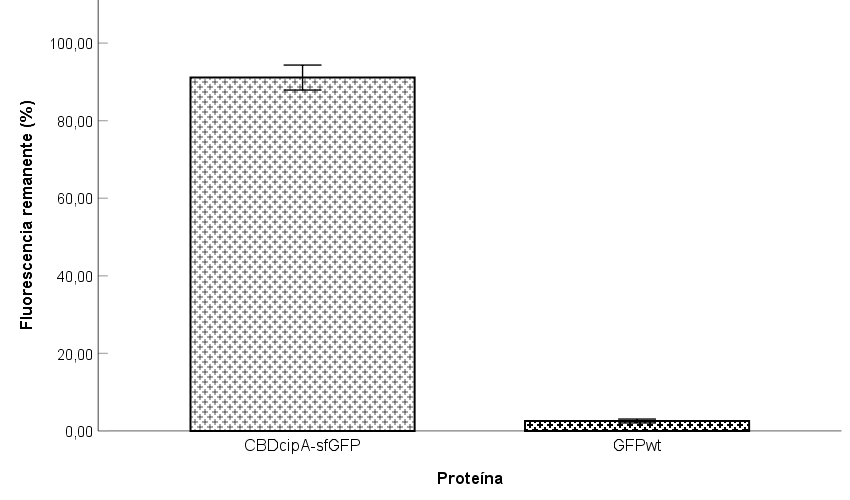 Fluorescencia remanente (%)
100,00
80,00
60,00
40,00
20,00
0,00
CBDcipA-sfGFP
GFPwt
Proteína